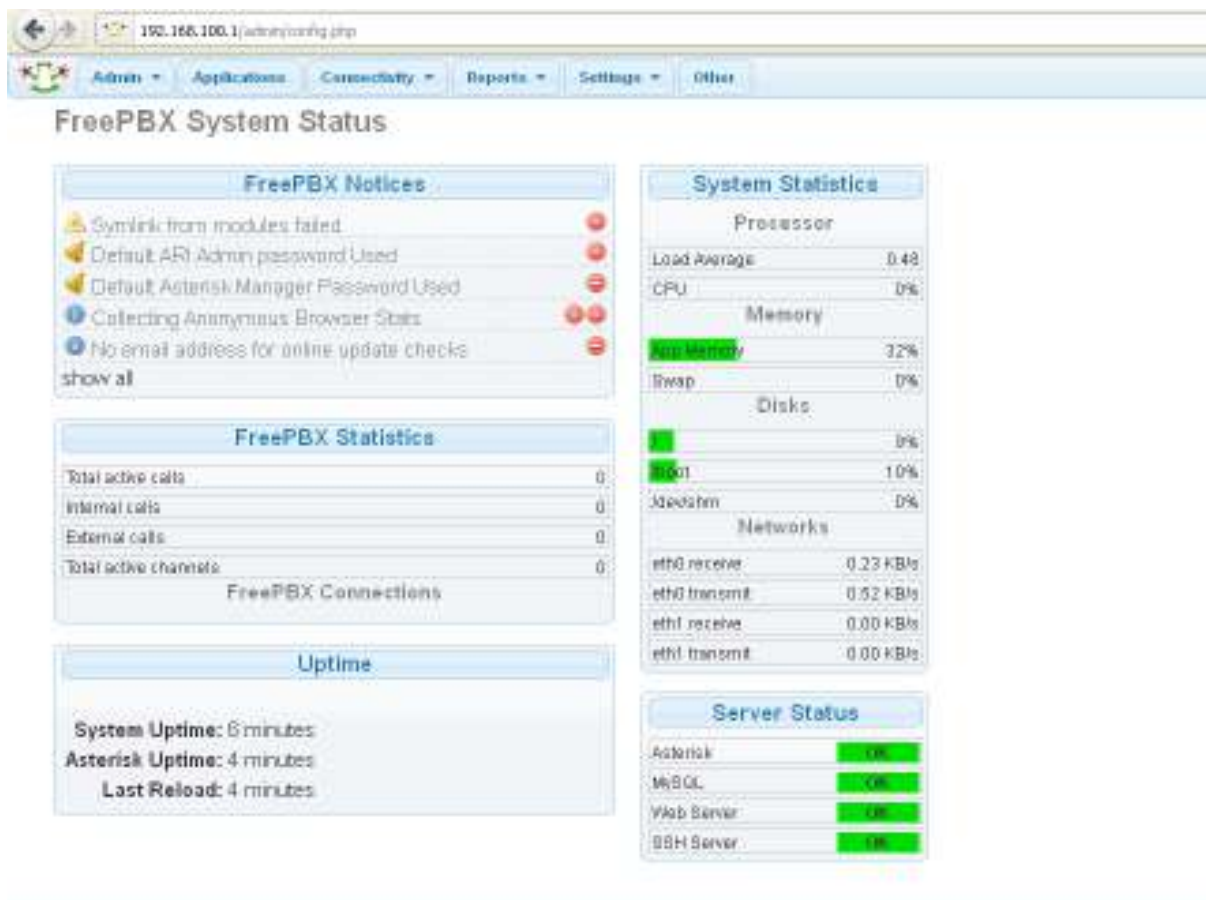 192.168.100.1/admin/config.php
Admin Applications Connectivity Reports Settings Other
FreePBX System Status
FreePBX Notices
Symlink from modules failed
Default ARI Admin password Used
Default Asterisk Manager Password Used
Collecting Anonymous Browser Stats
No email address for online update checks
show all
FreePBX Statistics
Total active calls 0
Internal calls 0
External calls 0
Total active channels 0
FreePBX Connections
Uptime
System Uptime: 6 minutes
Asterisk Uptime: 4 minutes
Last Reload: 4 minutes
System Statistics
Processor
Load Average 0.48
CPU 0%
Memory
App Memory 32%
Swap 0%
Disks
/ 9%
/boot 10%
/dev/shm 0%
Networks
eth0 receive 0.23 KB/s
eth0 transmit 0.52 KB/s
eth1 receive 0.00 KB/s
eth1 transmit 0.00 KB/s
Server Status
Asterisk OK
MySQL OK
Web Server OK
SSH Server OK